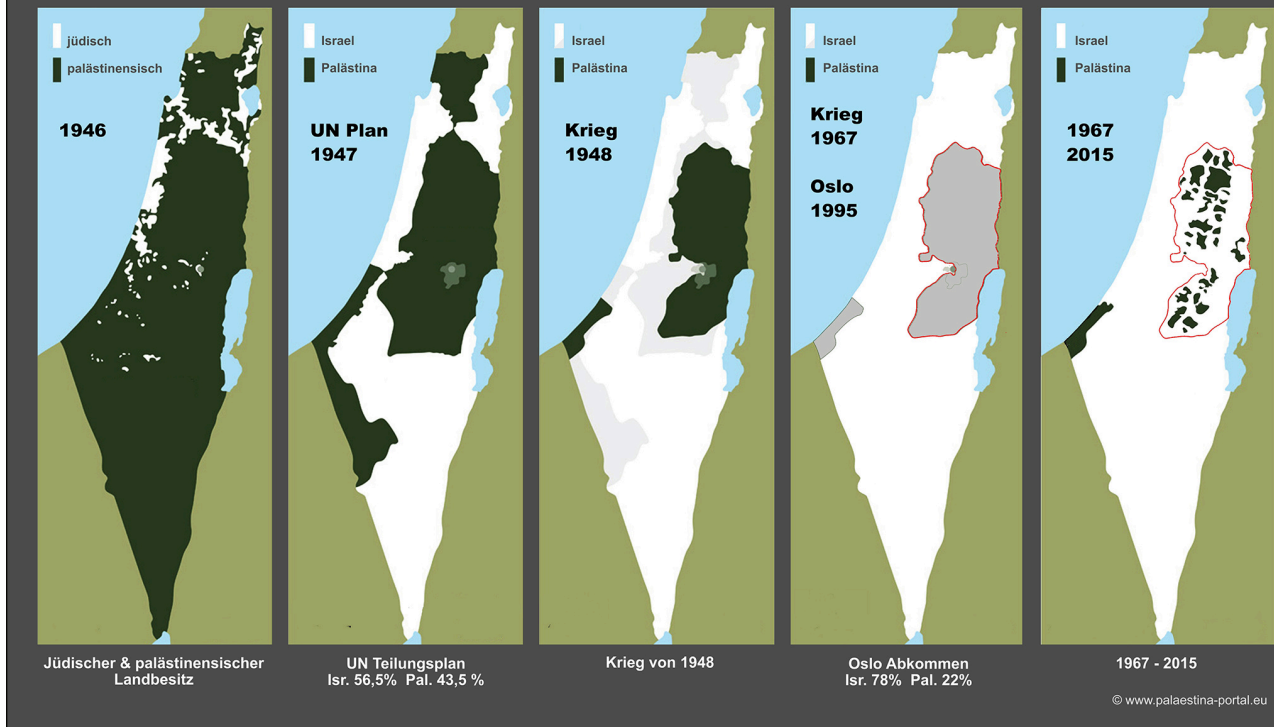 jüdisch
palästinensisch
1946
Jüdischer & palästinensischer
Landbesitz
Israel
Palästina
UN Plan
1947
UN Teilungsplan
Isr. 56,5% Pal. 43,5 %
Israel
Palästina
Krieg
1948
Krieg von 1948
Israel
Palästina
Krieg
1967
Oslo
1995
Oslo Abkommen
Isr. 78% Pal. 22%
Israel
Palästina
1967
2015
1967 - 2015
© www.palaestina-portal.eu